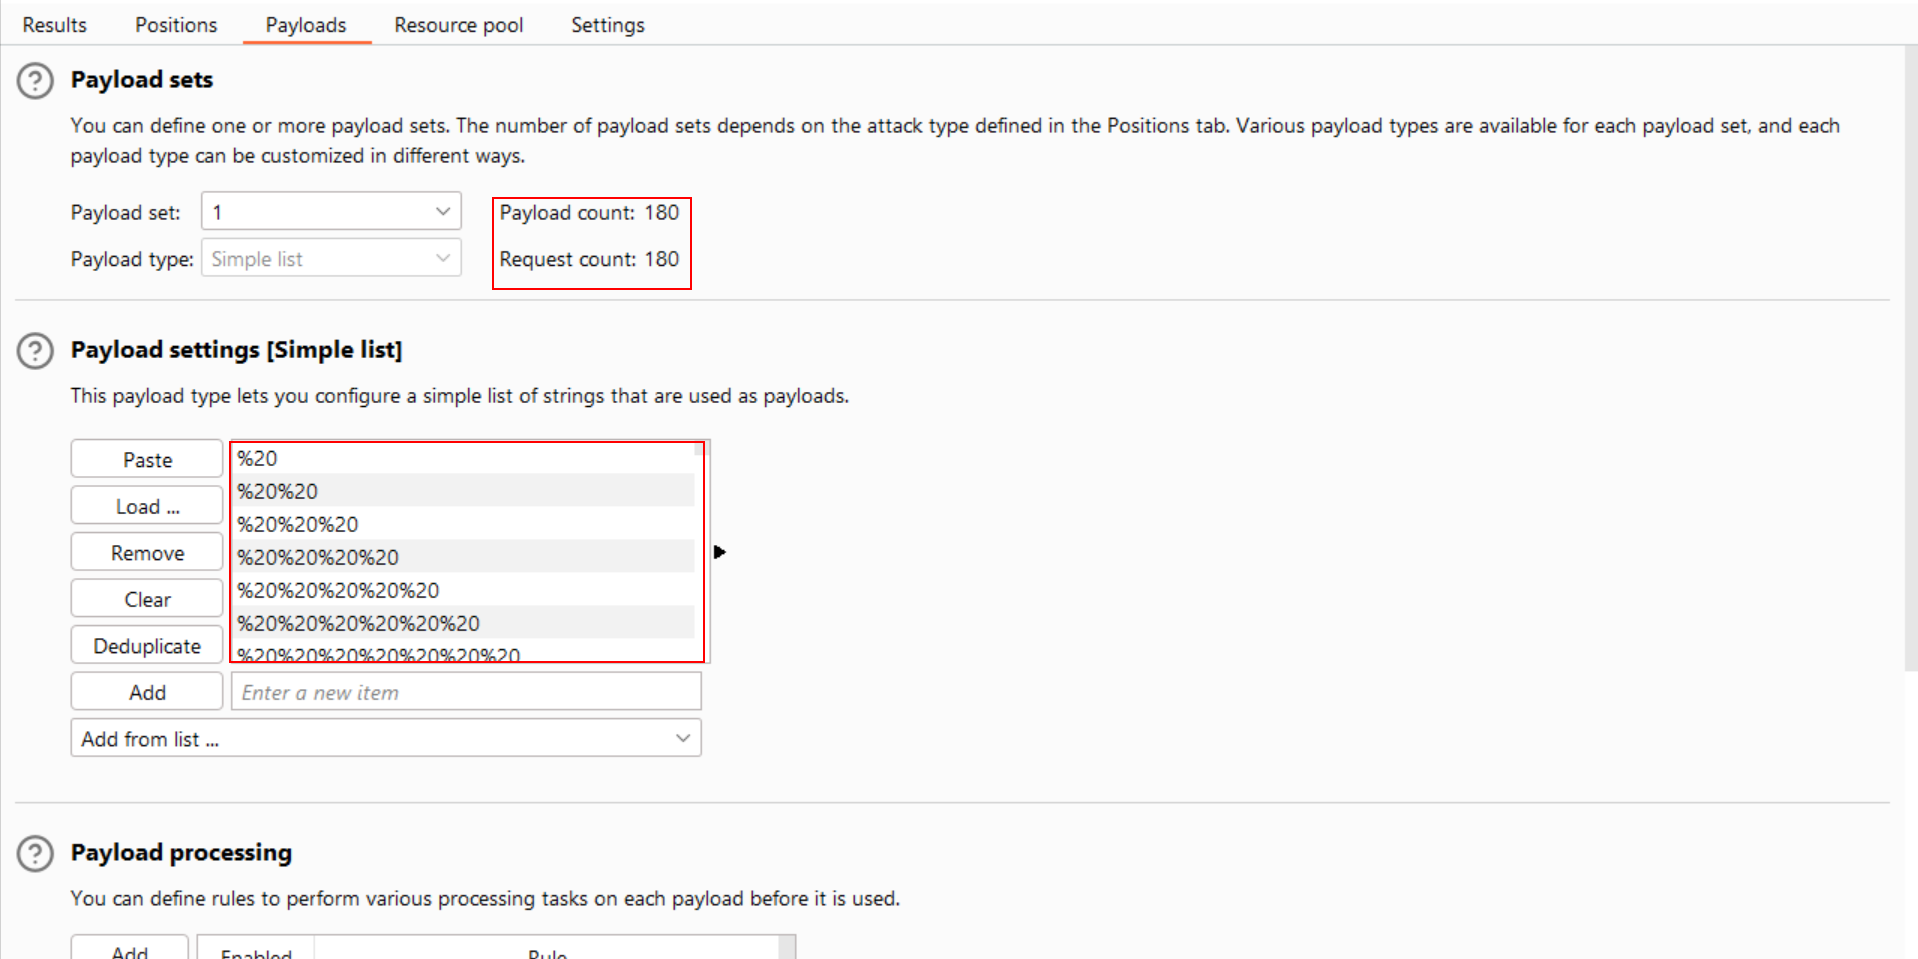 Results Positions Payloads Resource pool Settings
Payload sets
You can define one or more payload sets. The number of payload sets depends on the attack type defined in the Positions tab. Various payload types are available for each payload set, and each
payload type can be customized in different ways.
Payload set: 1 Payload count: 180
Payload type: Simple list Request count: 180
Payload settings [Simple list]
This payload type lets you configure a simple list of strings that are used as payloads.
Paste
Load ...
Remove
Clear
Deduplicate
%20
%20%20
%20%20%20
%20%20%20%20
%20%20%20%20%20
%20%20%20%20%20%20
%20%20%20%20%20%20%20
Add Enter a new item
Add from list ...
Payload processing
You can define rules to perform various processing tasks on each payload before it is used.
Add Enabled Rule